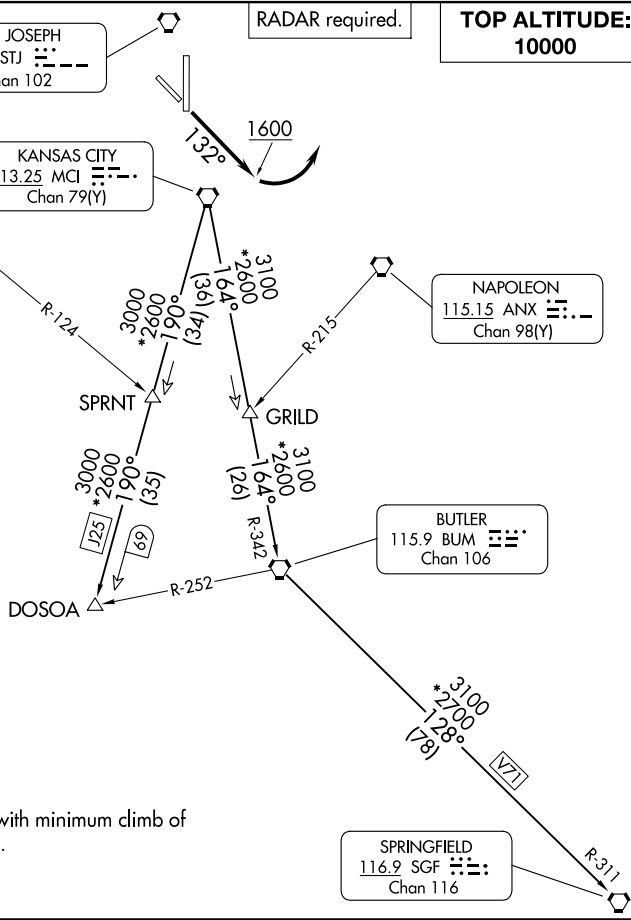 RADAR required.
TOP ALTITUDE:
10000
JOSEPH
STJ
Chan 102
1600
132°
KANSAS CITY
113.25 MCI
Chan 79(Y)
3000
*2600
190°
(34)
3100
*2600
164°
(36)
NAPOLEON
115.15 ANX
Chan 98(Y)
R-124
R-215
SPRNT
GRILD
3000
*2600
190°
(35)
3100
*2600
164°
(26)
J25
69
R-342
BUTLER
115.9 BUM
Chan 106
R-252
DOSOA
3100
*2700
128°
(78)
V71
with minimum climb of
SPRINGFIELD
116.9 SGF
Chan 116
R-311